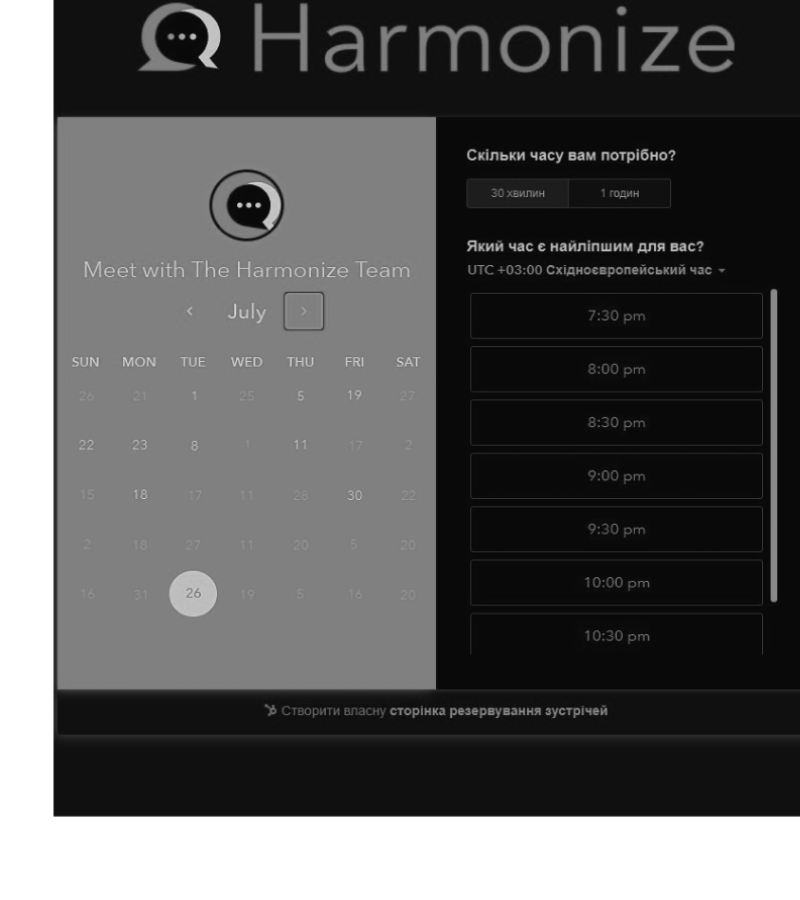 Harmonize
Meet with The Harmonize Team
July
SUN MON TUE WED THU FRI SAT
26 21 1 25 5 19 27
22 23 8 1 11 17 2
15 18 17 11 28 30 22
2 18 27 11 20 5 20
16 31 26 19 5 16 20
Скільки часу вам потрібно?
30 хвилин 1 годин
Який час є найліпшим для вас?
UTC +03:00 Східноєвропейський час
7:30 pm
8:00 pm
8:30 pm
9:00 pm
9:30 pm
10:00 pm
10:30 pm
Створити власну сторінка резервування зустрічей